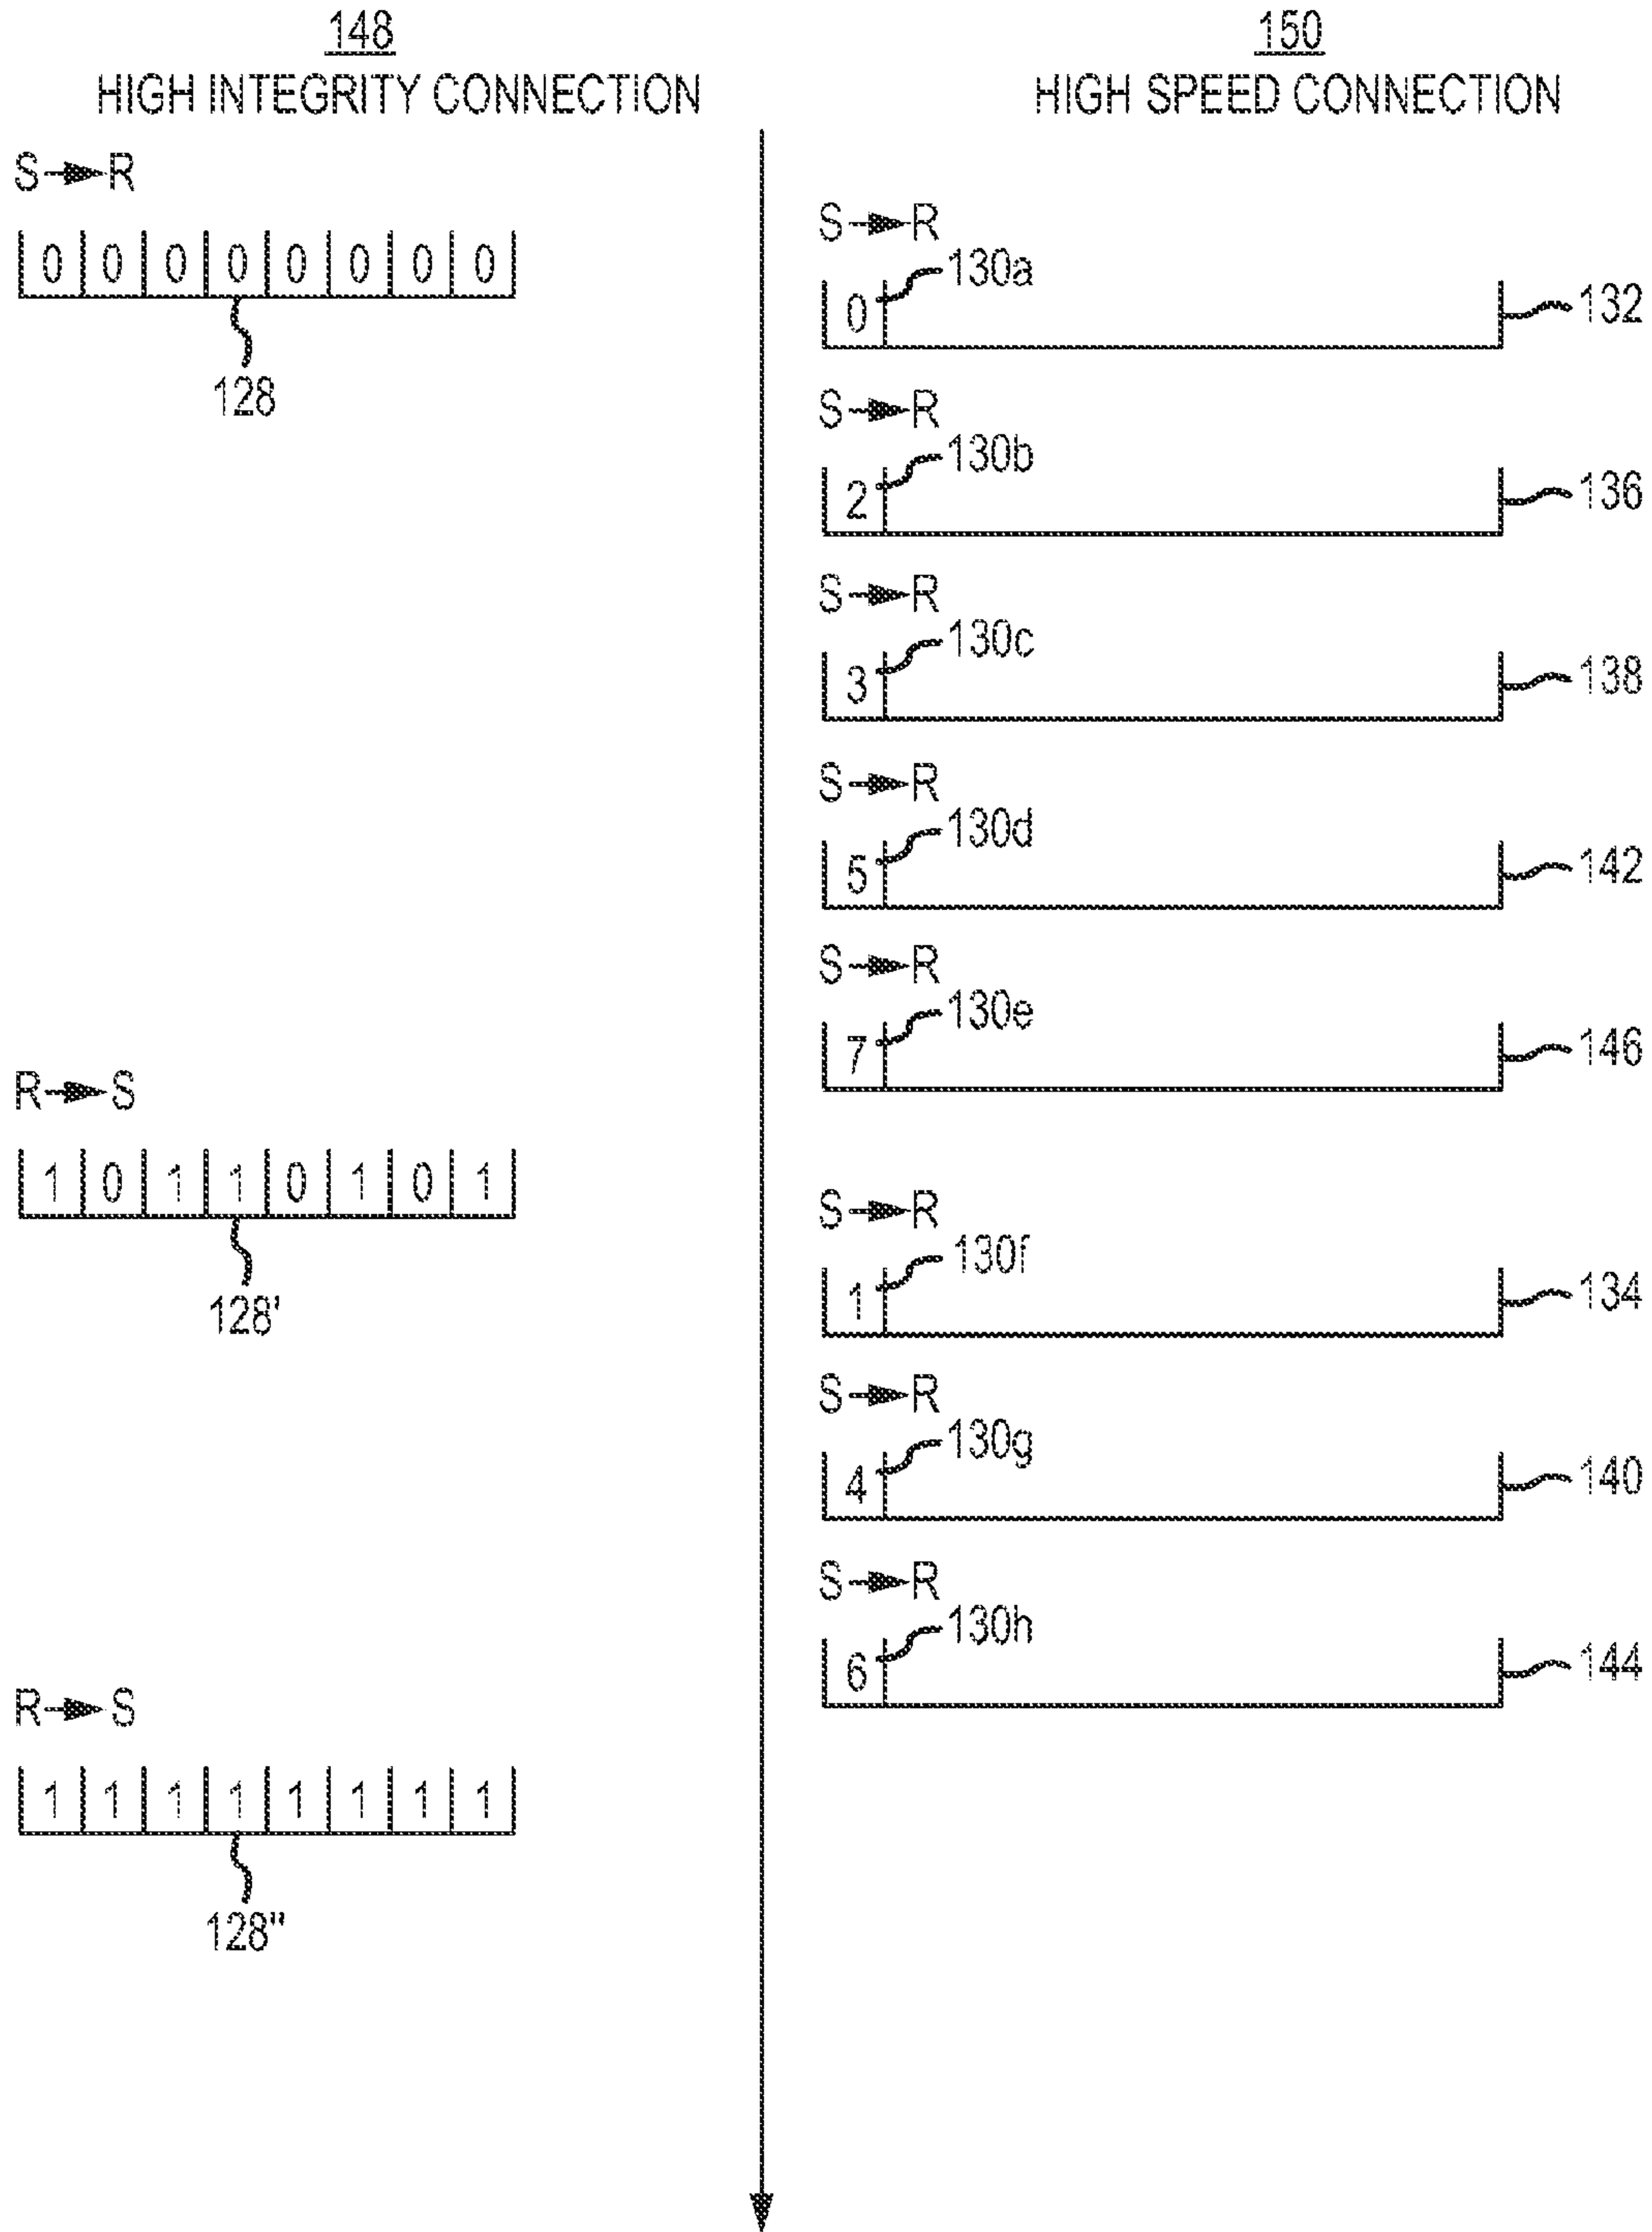 148
HIGH INTEGRITY CONNECTION
S R
0 0 0 0 0 0 0 0
128
R S
1 0 1 1 0 1 0 1
128'
R S
1 1 1 1 1 1 1 1
128"
150
HIGH SPEED CONNECTION
S R
130a
0
132
S R
130b
2
136
S R
130c
3
138
S R
130d
5
142
S R
130e
7
146
S R
130f
1
134
S R
130g
4
140
S R
130h
6
144